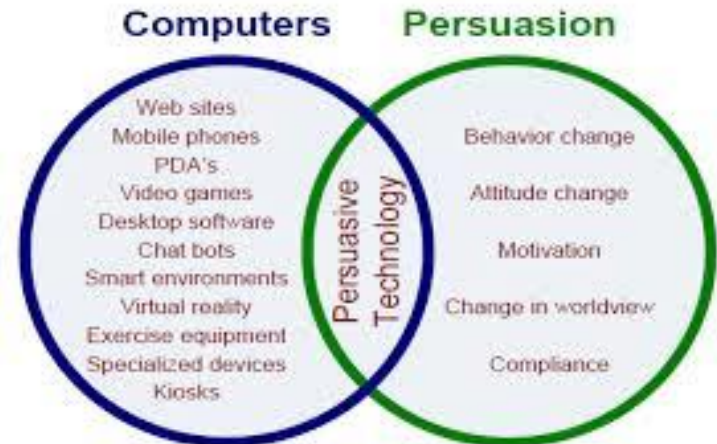 Computers
Persuasion
Web sites
Mobile phones
PDA's
Video games
Desktop software
Chat bots
Smart environments
Virtual reality
Exercise equipment
Specialized devices
Kiosks
Persuasive
Technology
Behavior change
Attitude change
Motivation
Change in worldview
Compliance